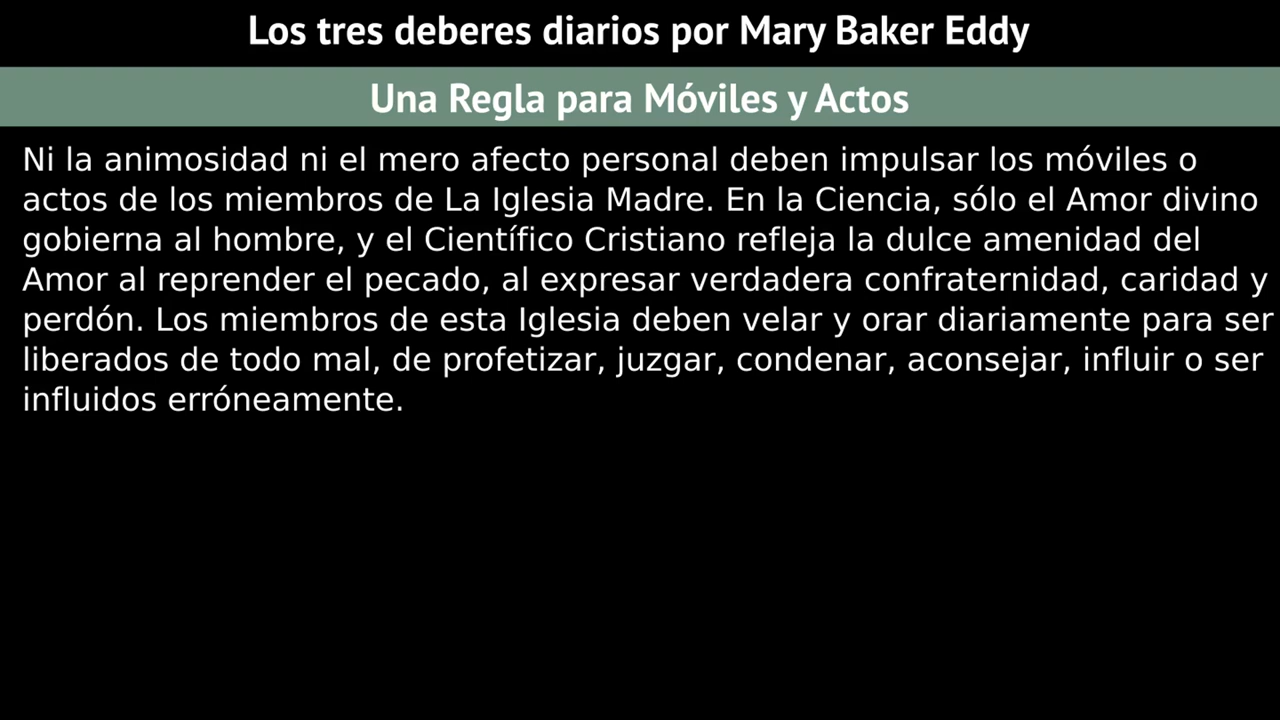 Los tres deberes diarios por Mary Baker Eddy
Una Regla para Móviles y Actos
Ni la animosidad ni el mero afecto personal deben impulsar los móviles o
actos de los miembros de La Iglesia Madre. En la Ciencia, sólo el Amor divino
gobierna al hombre, y el Científico Cristiano refleja la dulce amenidad del
Amor al reprender el pecado, al expresar verdadera confraternidad, caridad y
perdón. Los miembros de esta Iglesia deben velar y orar diariamente para ser
liberados de todo mal, de profetizar, juzgar, condenar, aconsejar, influir o ser
influidos erróneamente.